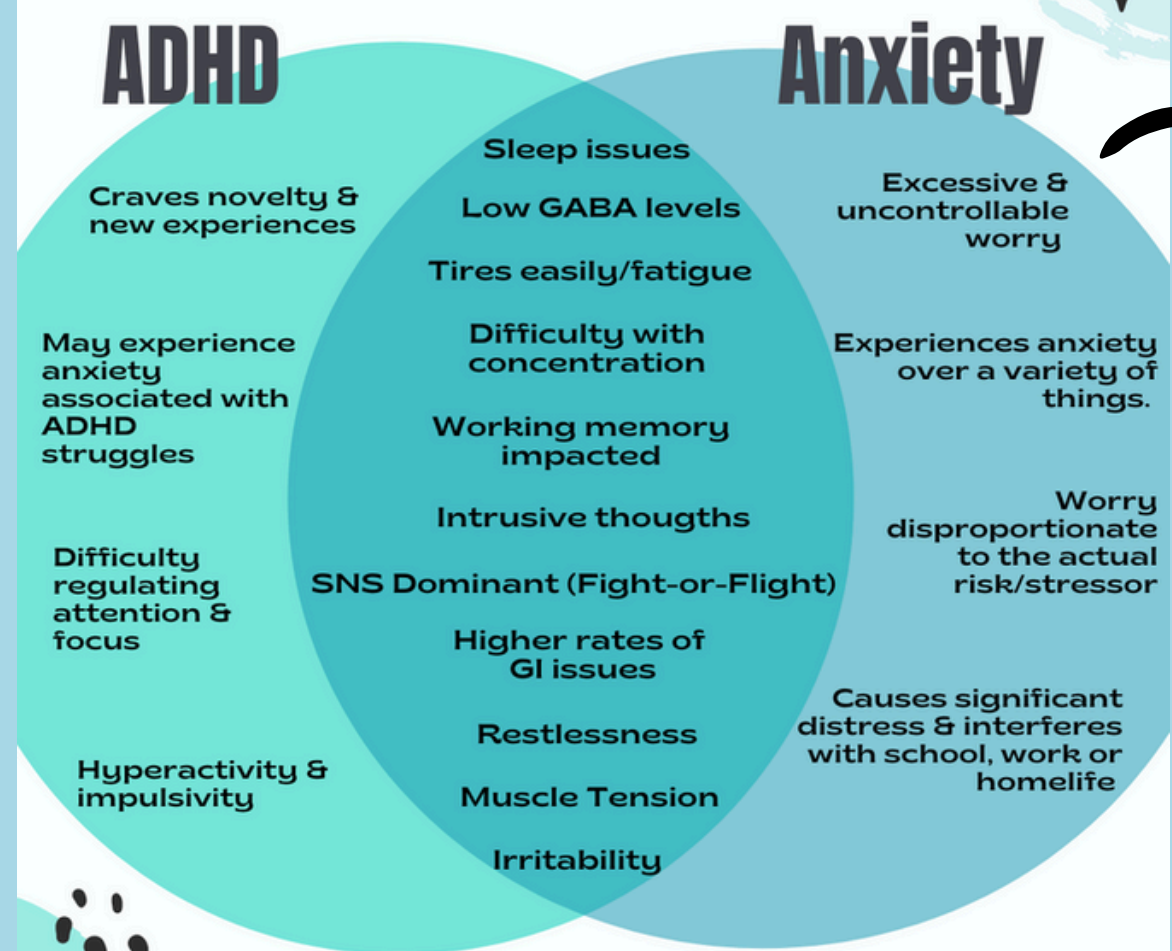 ADHD
Craves novelty &
new experiences
May experience
anxiety
associated with
ADHD
struggles
Difficulty
regulating
attention &
focus
Hyperactivity &
impulsivity
Sleep issues
Low GABA levels
Tires easily/fatigue
Difficulty with
concentration
Working memory
impacted
Intrusive thougths
SNS Dominant (Fight-or-Flight)
Higher rates of
GI issues
Restlessness
Muscle Tension
Irritability
Anxiety
Excessive &
uncontrollable
worry
Experiences anxiety
over a variety of
things.
Worry
disproportionate
to the actual
risk/stressor
Causes significant
distress & interferes
with school, work or
homelife